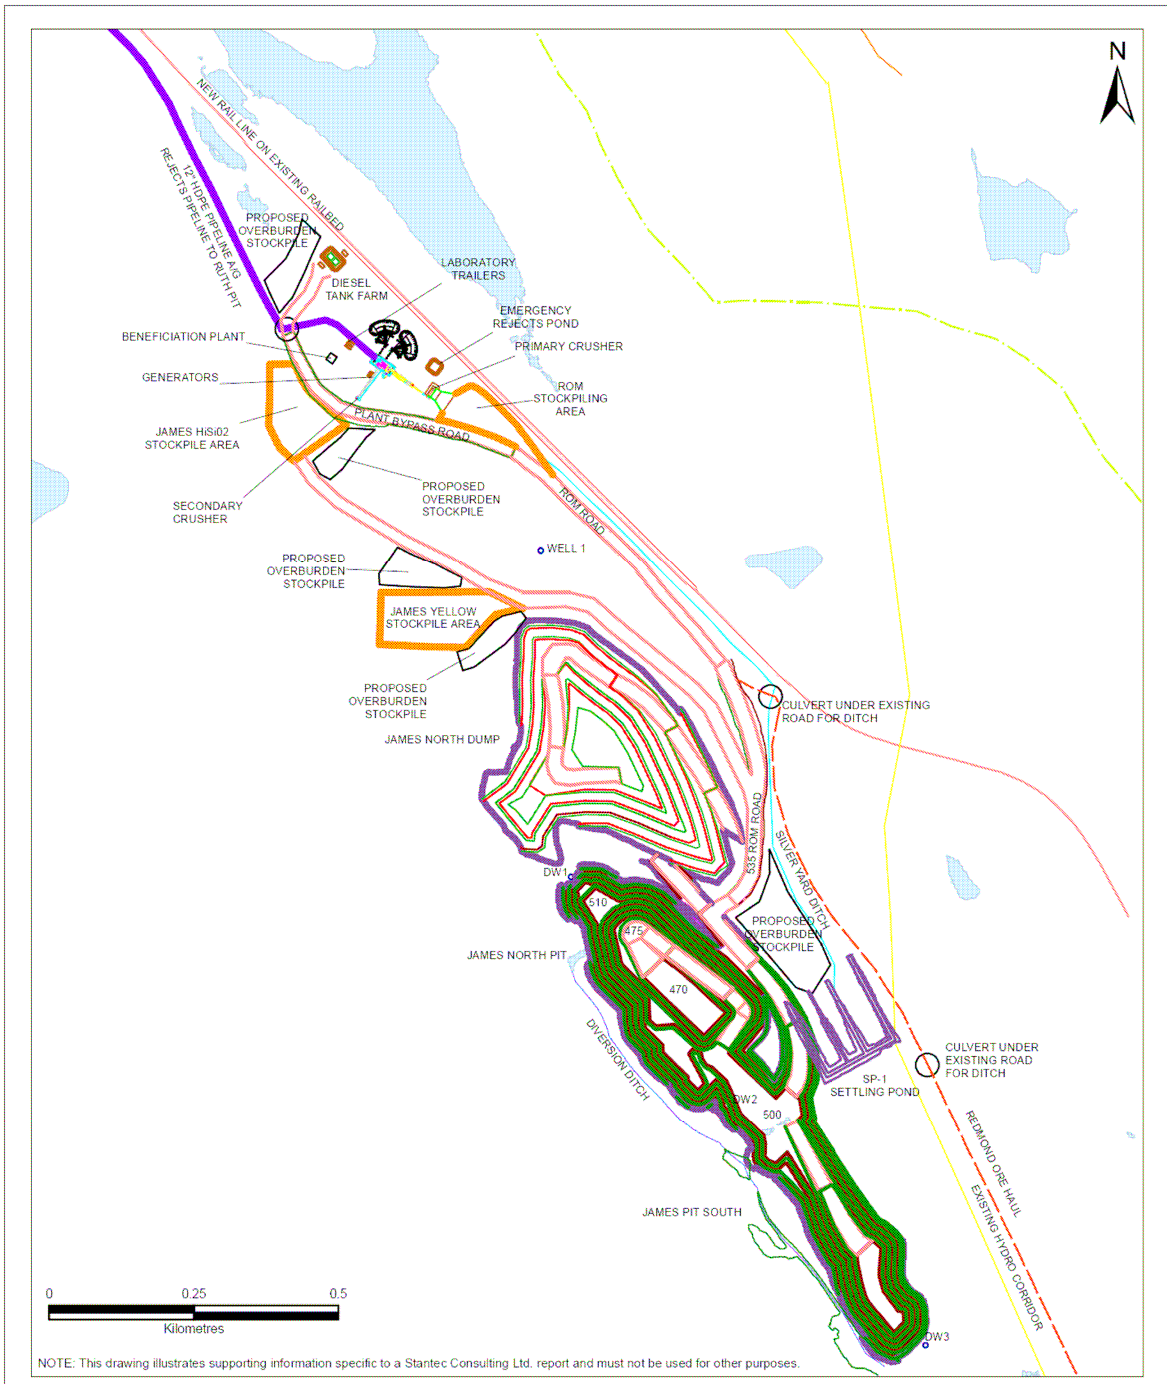 N
NEW RAIL LINE ON EXISTING RAILBED
12" HDPE PIPELINE A/G
REJECTS PIPELINE TO RUTH PIT
PROPOSED
OVERBURDEN
STOCKPILE
LABORATORY
TRAILERS
DIESEL
TANK FARM
EMERGENCY
REJECTS POND
BENEFICIATION PLANT
PRIMARY CRUSHER
GENERATORS
ROM
STOCKPILING
AREA
PLANT BYPASS ROAD
JAMES HiSi02
STOCKPILE AREA
PROPOSED
OVERBURDEN
STOCKPILE
SECONDARY
CRUSHER
ROM ROAD
WELL 1
PROPOSED
OVERBURDEN
STOCKPILE
JAMES YELLOW
STOCKPILE AREA
PROPOSED
OVERBURDEN
STOCKPILE
CULVERT UNDER EXISTING
ROAD FOR DITCH
JAMES NORTH DUMP
535 ROM ROAD
SILVER YARD DITCH
DW1
510
475
PROPOSED
OVERBURDEN
STOCKPILE
JAMES NORTH PIT
470
DIVERSION DITCH
CULVERT UNDER
EXISTING ROAD
FOR DITCH
SP-1
SETTLING POND
DW2
500
REDMOND ORE HAUL
EXISTING HYDRO CORRIDOR
JAMES PIT SOUTH
DW3
0 0.25 0.5
Kilometres
NOTE: This drawing illustrates supporting information specific to a Stantec Consulting Ltd. report and must not be used for other purposes.